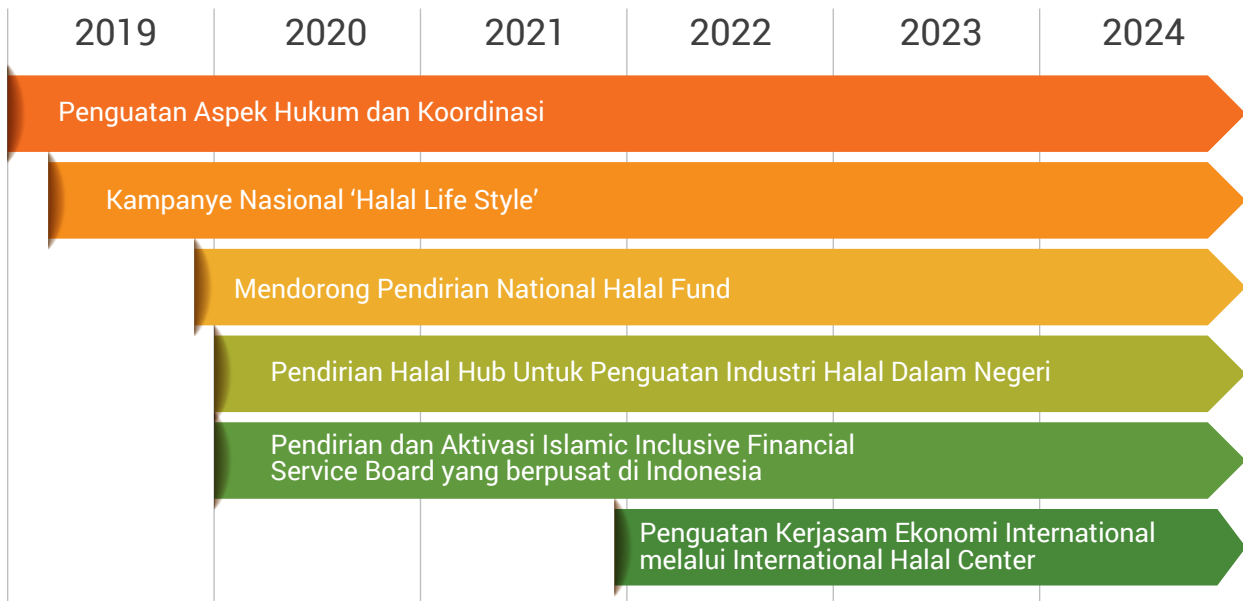 2019 2020 2021 2022 2023 2024
Penguatan Aspek Hukum dan Koordinasi
Kampanye Nasional ‘Halal Life Style’
Mendorong Pendirian National Halal Fund
Pendirian Halal Hub Untuk Penguatan Industri Halal Dalam Negeri
Pendirian dan Aktivasi Islamic Inclusive Financial
Service Board yang berpusat di Indonesia
Penguatan Kerjasam Ekonomi International
melalui International Halal Center